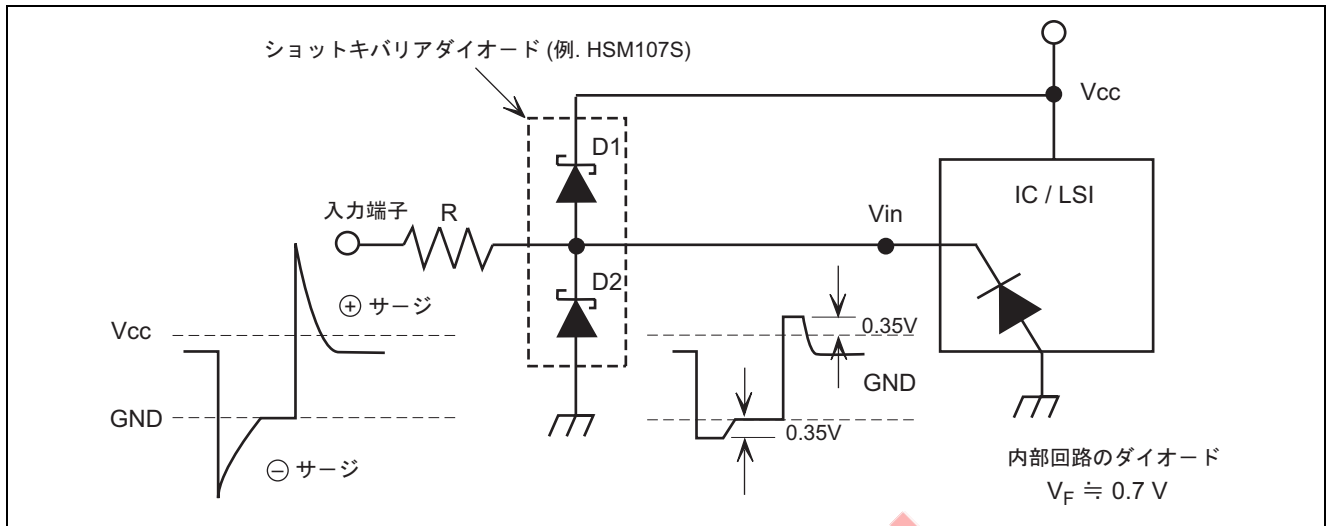 ショットキバリアダイオード (例. HSM107S)
Vcc
D1
IC / LSI
入力端子
R
Vin
D2
⊕ サージ
Vcc
0.35V
GND
GND
0.35V
⊖ サージ
内部回路のダイオード
VF ≒ 0.7 V